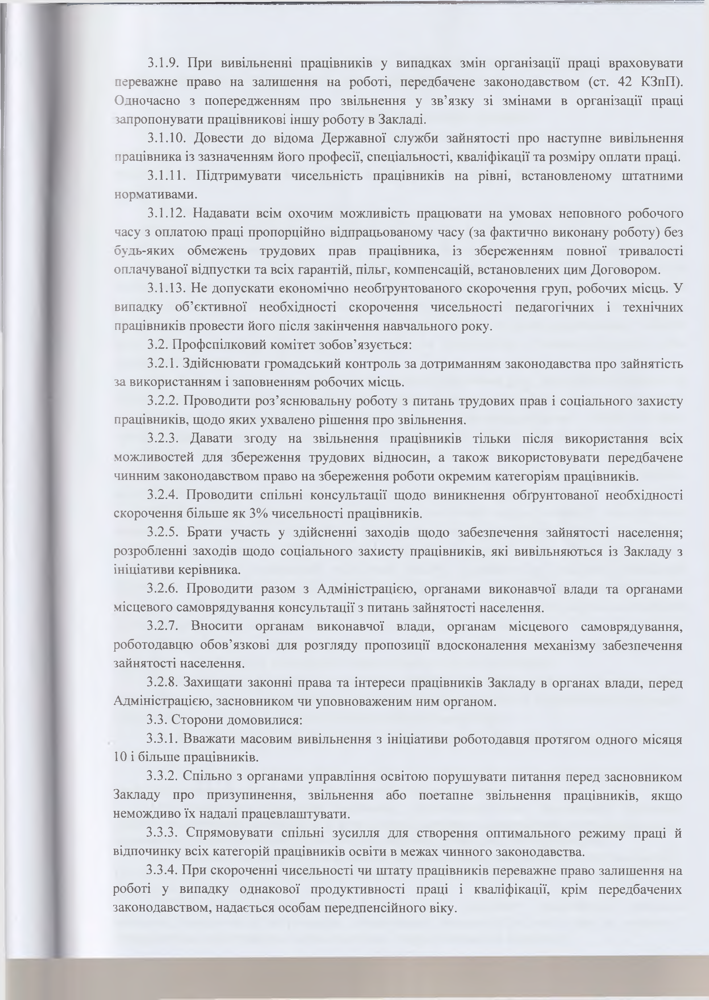 3.1.9. При вивільненні працівників у випадках змін організації праці враховувати
переважне право на залишення на роботі, передбачене законодавством (ст. 42 КЗпП).
Одночасно з попередженням про звільнення у зв’язку зі змінами в організації праці
запропонувати працівникові іншу роботу в Закладі.
3.1.10. Довести до відома Державної служби зайнятості про наступне вивільнення
працівника із зазначенням його професії, спеціальності, кваліфікації та розміру оплати праці.
3.1.11. Підтримувати чисельність працівників на рівні, встановленому штатними
нормативами.
3.1.12. Надавати всім охочим можливість працювати на умовах неповного робочого
часу з оплатою праці пропорційно відпрацьованому часу (за фактично виконану роботу) без
будь-яких обмежень трудових прав працівника, із збереженням повної тривалості
оплачуваної відпустки та всіх гарантій, пільг, компенсацій, встановлених цим Договором.
3.1.13. Не допускати економічно необґрунтованого скорочення груп, робочих місць. У
випадку об’єктивної необхідності скорочення чисельності педагогічних і технічних
працівників провести його після закінчення навчального року.
3.2. Профспілковий комітет зобов’язується:
3.2.1. Здійснювати громадський контроль за дотриманням законодавства про зайнятість
за використанням і заповненням робочих місць.
3.2.2. Проводити роз’яснювальну роботу з питань трудових прав і соціального захисту
працівників, щодо яких ухвалено рішення про звільнення.
3.2.3. Давати згоду на звільнення працівників тільки після використання всіх
можливостей для збереження трудових відносин, а також використовувати передбачене
чинним законодавством право на збереження роботи окремим категоріям працівників.
3.2.4. Проводити спільні консультації щодо виникнення обґрунтованої необхідності
скорочення більше як 3% чисельності працівників.
3.2.5. Брати участь у здійсненні заходів щодо забезпечення зайнятості населення;
розробленні заходів щодо соціального захисту працівників, які вивільняються із Закладу з
ініціативи керівника.
3.2.6. Проводити разом з Адміністрацією, органами виконавчої влади та органами
місцевого самоврядування консультації з питань зайнятості населення.
3.2.7. Вносити органам виконавчої влади, органам місцевого самоврядування,
роботодавцю обов’язкові для розгляду пропозиції вдосконалення механізму забезпечення
зайнятості населення.
3.2.8. Захищати законні права та інтереси працівників Закладу в органах влади, перед
Адміністрацією, засновником чи уповноваженим ним органом.
3.3. Сторони домовилися:
3.3.1. Вважати масовим вивільнення з ініціативи роботодавця протягом одного місяця
10 і більше працівників.
3.3.2. Спільно з органами управління освітою порушувати питання перед засновником
Закладу про призупинення, звільнення або поетапне звільнення працівників, якщо
немождиво їх надалі працевлаштувати.
3.3.3. Спрямовувати спільні зусилля для створення оптимального режиму праці й
відпочинку всіх категорій працівників освіти в межах чинного законодавства.
3.3.4. При скороченні чисельності чи штату працівників переважне право залишення на
роботі у випадку однакової продуктивності праці і кваліфікації, крім передбачених
законодавством, надається особам передпенсійного віку.